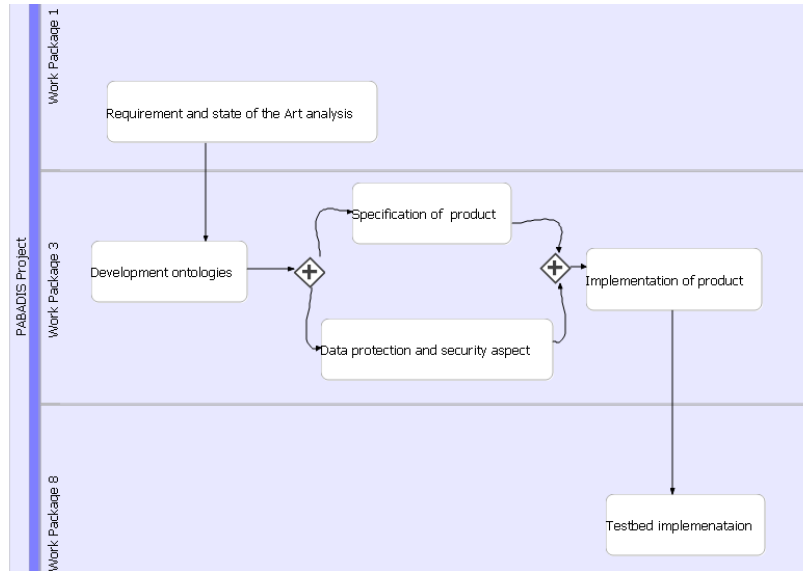 PABADIS Project
Work Package 1
Requirement and state of the Art analysis
Work Package 3
Development ontologies
Specification of product
Data protection and security aspect
Implementation of product
Work Package 8
Testbed implemenataion